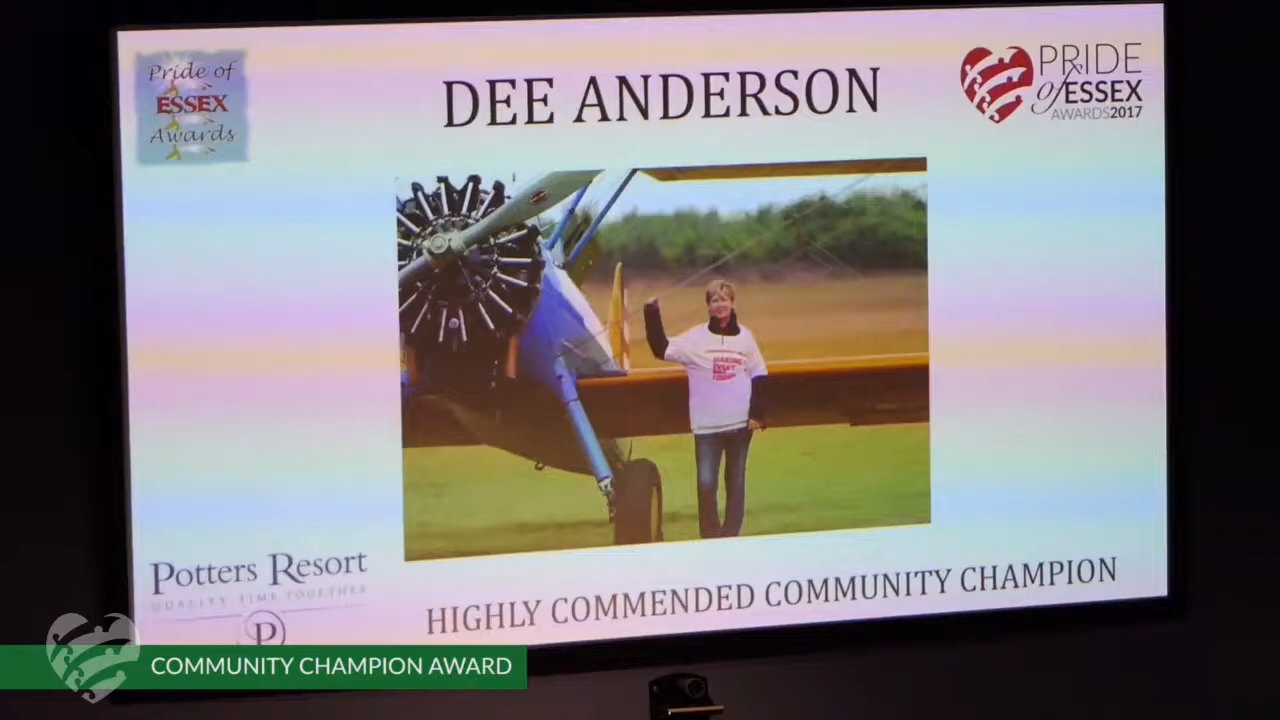 Pride of
ESSEX
Awards
DEE ANDERSON
PRIDE
of ESSEX
AWARDS2017
Potters Resort
QUALITY TIME TOGETHER
P
HIGHLY COMMENDED COMMUNITY CHAMPION
COMMUNITY CHAMPION AWARD